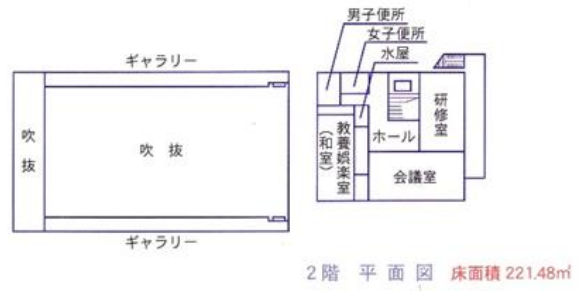 男子便所
女子便所
水屋
ギャラリー
吹抜
吹抜
教養娯楽室
(和室)
ホール
研修室
会議室
ギャラリー
2階 平面図 床面積 221.48㎡